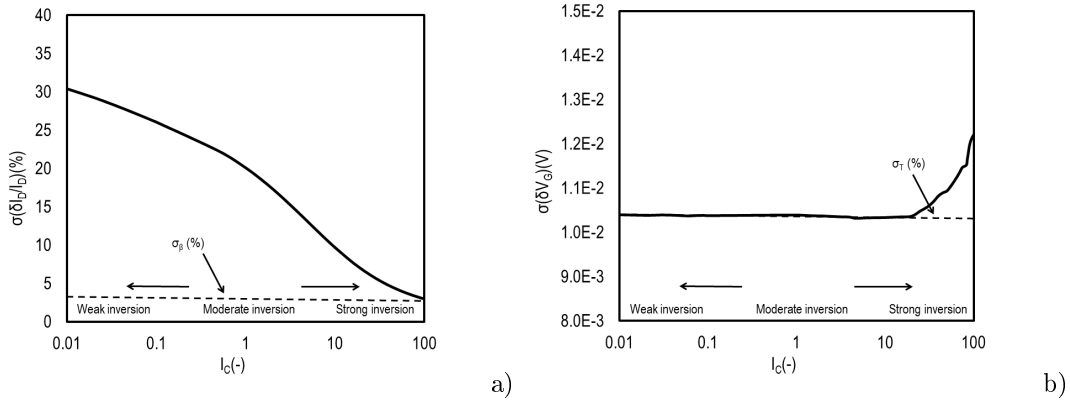 40
35
30
25
20
15
10
5
0
σ(δI_D/I_D)(%)
σ_β (%)
Weak inversion
Moderate inversion
Strong inversion
0.01
0.1
1
10
100
I_C(-)
a)
1.5E-2
1.4E-2
1.3E-2
1.2E-2
1.1E-2
1.0E-2
9.0E-3
8.0E-3
σ(δV_G)(V)
σ_T (%)
Weak inversion
Moderate inversion
Strong inversion
0.01
0.1
1
10
100
I_C(-)
b)